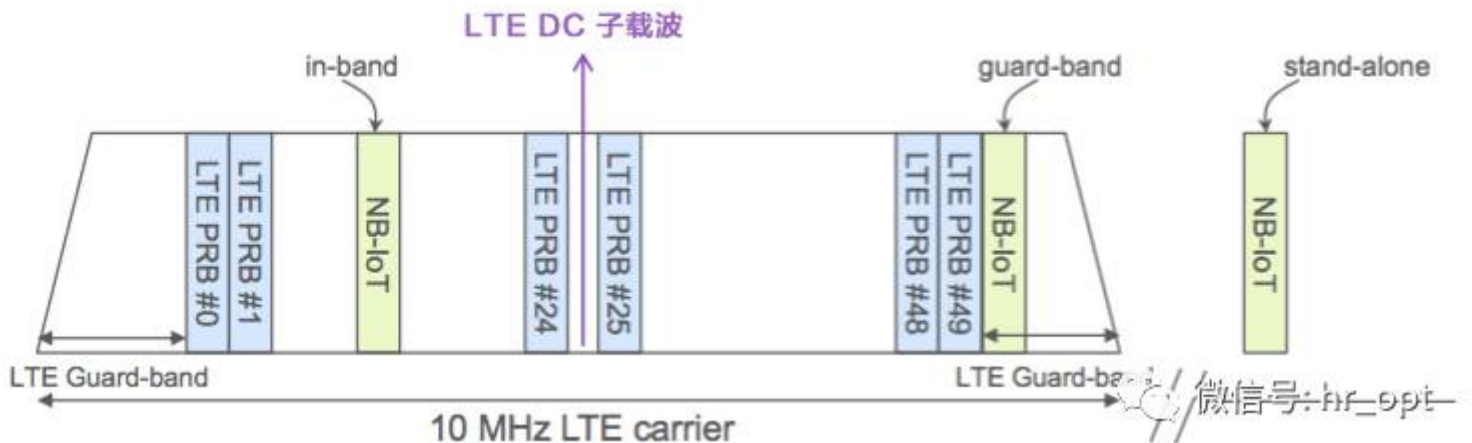 LTE DC 子载波
in-band
guard-band
stand-alone
LTE PRB #0
LTE PRB #1
NB-IoT
LTE PRB #24
LTE PRB #25
LTE PRB #48
LTE PRB #49
NB-IoT
NB-IoT
LTE Guard-band
LTE Guard-band
微信号: hr_opt
10 MHz LTE carrier